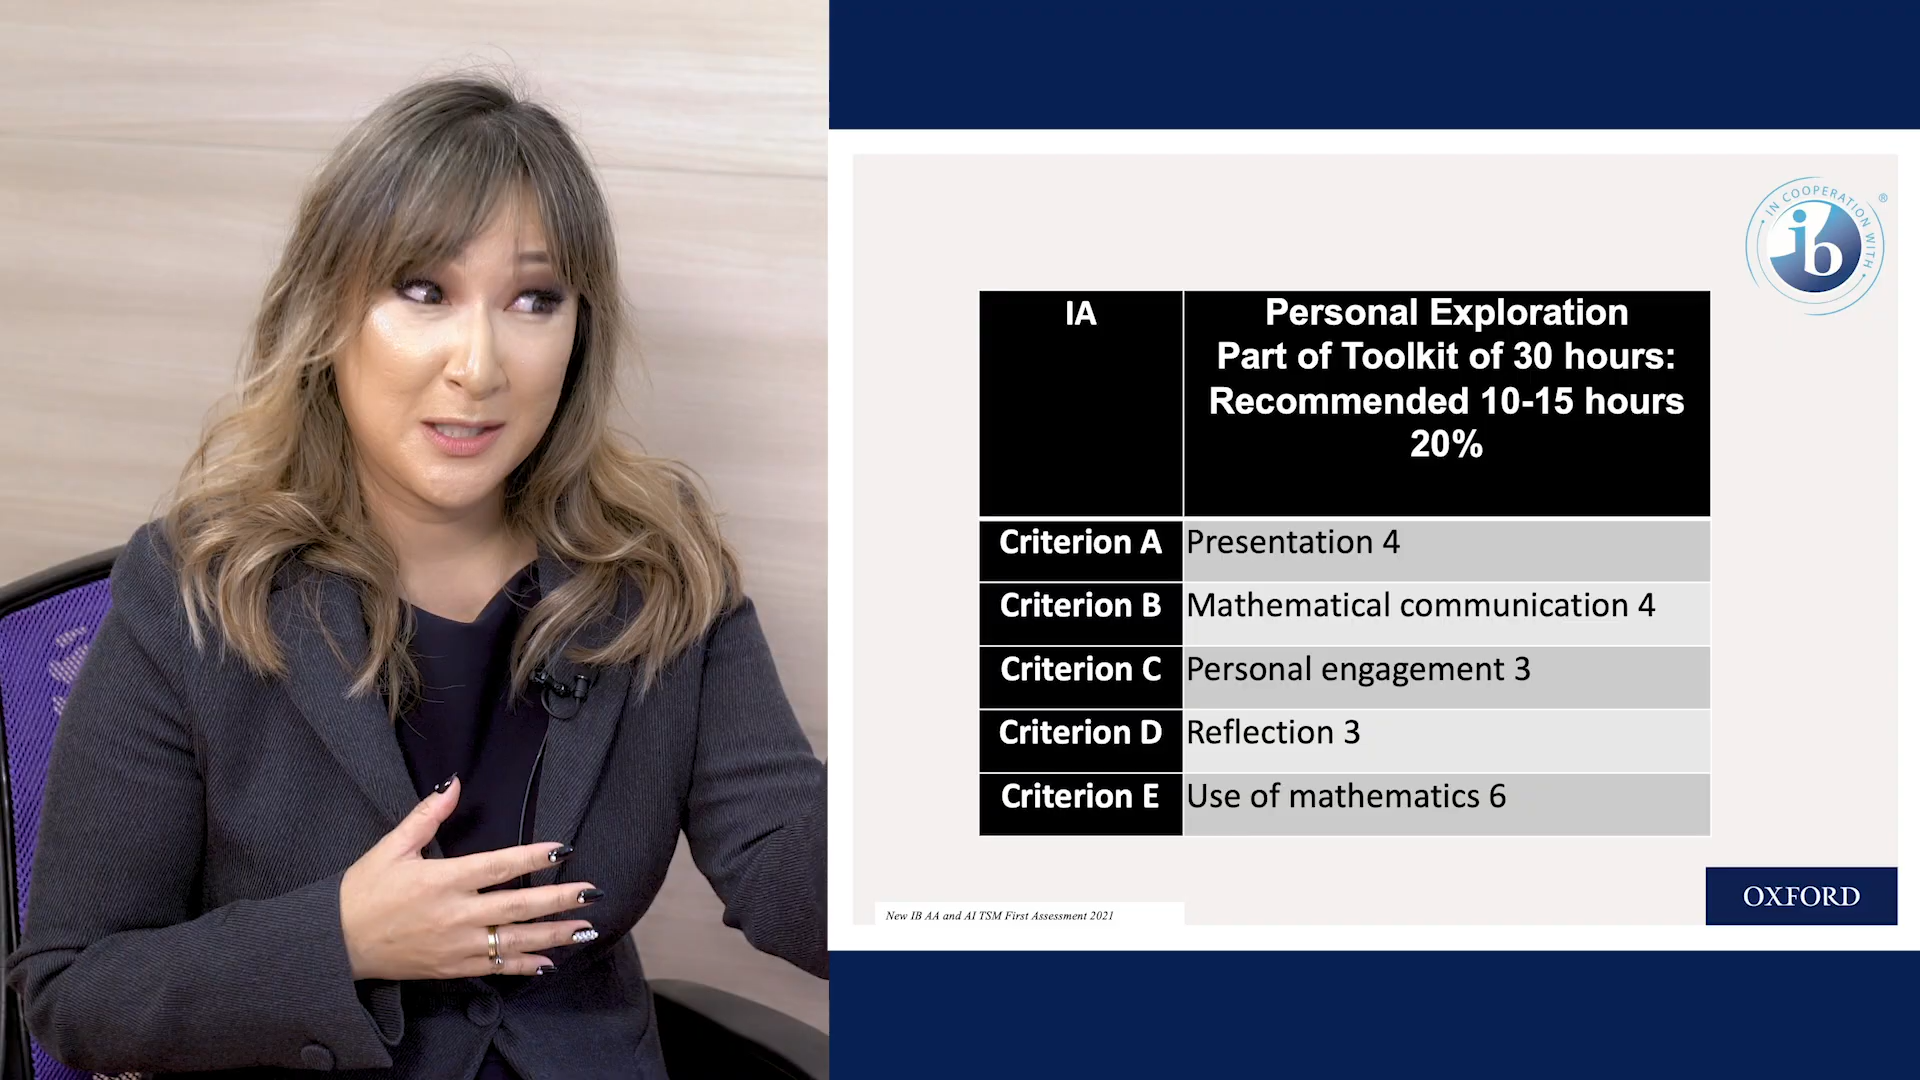 IN COOPERATION WITH
ib
®
IA
Personal Exploration
Part of Toolkit of 30 hours:
Recommended 10-15 hours
20%
Criterion A Presentation 4
Criterion B Mathematical communication 4
Criterion C Personal engagement 3
Criterion D Reflection 3
Criterion E Use of mathematics 6
New IB AA and AI TSM First Assessment 2021
OXFORD